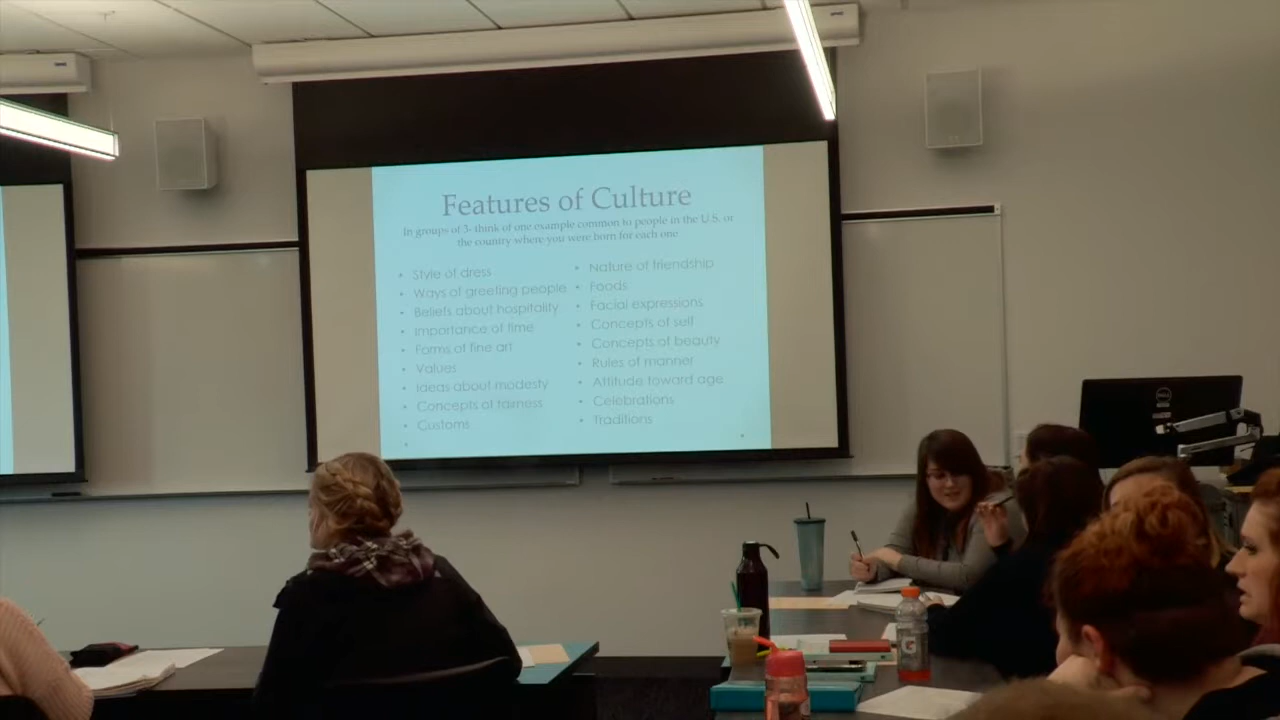 Features of Culture
In groups of 3- think of one example common to people in the U.S. or
the country where you were born for each one
• Style of dress
• Ways of greeting people
• Beliefs about hospitality
• Importance of time
• Forms of fine art
• Values
• Ideas about modesty
• Concepts of fairness
• Customs
• Nature of friendship
• Foods
• Facial expressions
• Concepts of self
• Concepts of beauty
• Rules of manner
• Attitude toward age
• Celebrations
• Traditions
DELL
G